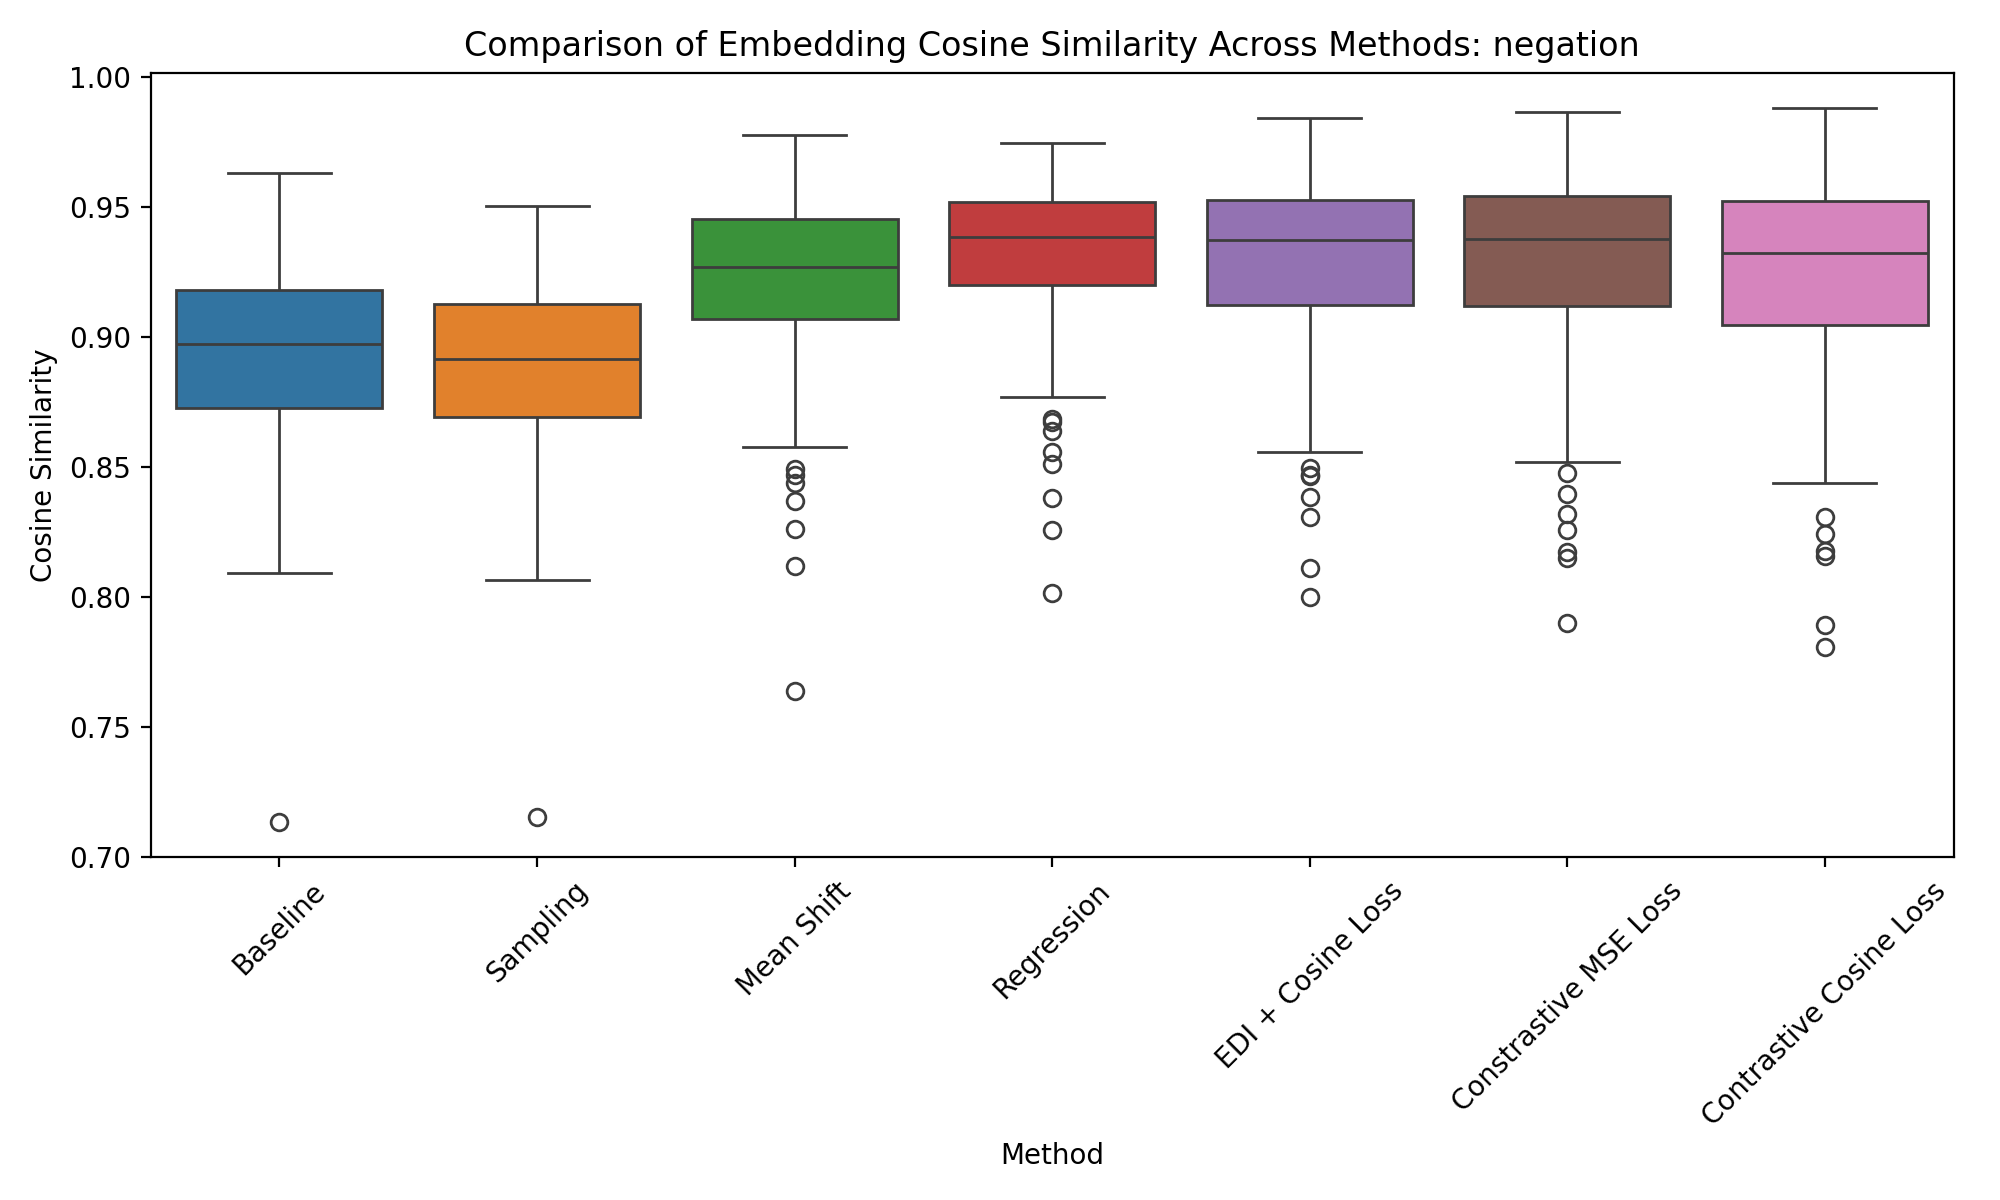 Comparison of Embedding Cosine Similarity Across Methods: negation
Cosine Similarity
1.00
0.95
0.90
0.85
0.80
0.75
0.70
Baseline
Sampling
Mean Shift
Regression
EDI + Cosine Loss
Constrastive MSE Loss
Contrastive Cosine Loss
Method